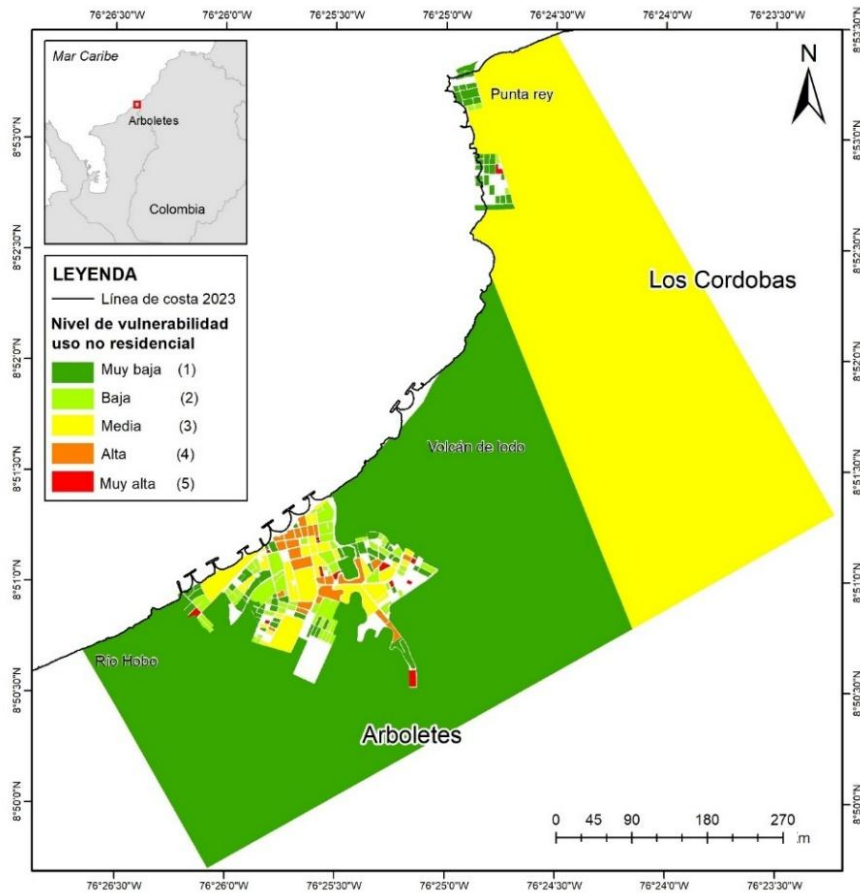 76°26'30"W 76°26'0"W 76°25'30"W 76°25'0"W 76°24'30"W 76°24'0"W 76°23'30"W
8°53'30"N
8°53'0"N
8°52'30"N
8°52'0"N
8°51'30"N
8°51'0"N
8°50'30"N
8°50'0"N
Mar Caribe
Arboletes
Colombia
LEYENDA
Línea de costa 2023
Nivel de vulnerabilidad
uso no residencial
Muy baja (1)
Baja (2)
Media (3)
Alta (4)
Muy alta (5)
N
Punta rey
Los Cordobas
Volcán de lodo
Río Hobo
Arboletes
0 45 90 180 270
m
8°53'0"N
8°52'30"N
8°52'0"N
8°51'30"N
8°51'0"N
8°50'30"N
8°50'0"N
76°26'30"W 76°26'0"W 76°25'30"W 76°25'0"W 76°24'30"W 76°24'0"W 76°23'30"W